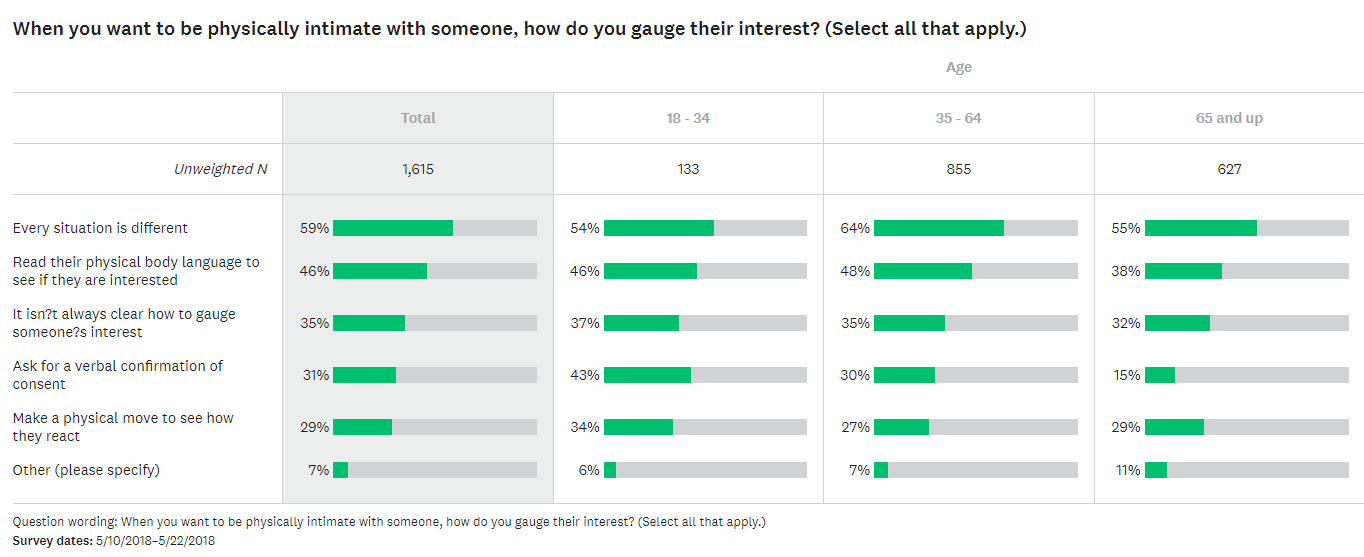 When you want to be physically intimate with someone, how do you gauge their interest? (Select all that apply.)
Age
Total 18 - 34 35 - 64 65 and up
Unweighted N 1,615 133 855 627
Every situation is different 59% 54% 64% 55%
Read their physical body language to
see if they are interested 46% 46% 48% 38%
It isn?t always clear how to gauge
someone?s interest 35% 37% 35% 32%
Ask for a verbal confirmation of
consent 31% 43% 30% 15%
Make a physical move to see how
they react 29% 34% 27% 29%
Other (please specify) 7% 6% 7% 11%
Question wording: When you want to be physically intimate with someone, how do you gauge their interest? (Select all that apply.)
Survey dates: 5/10/2018–5/22/2018